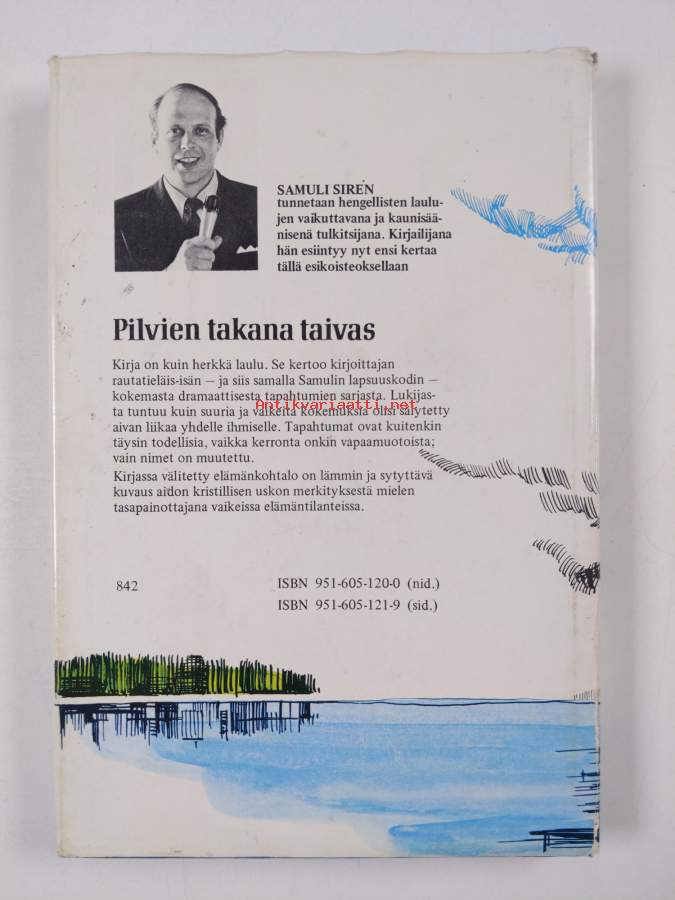 SAMULI SIREN
tunnetaan hengellisten laulu-
jen vaikuttavana ja kaunisää-
nisenä tulkitsijana. Kirjailijana
hän esiintyy nyt ensi kertaa
tällä esikoisteoksellaan
Pilvien takana taivas
Kirja on kuin herkkä laulu. Se kertoo kirjoittajan
rautatieläis-isän – ja siis samalla Samulin lapsuuskodin –
kokemasta dramaattisesta tapahtumien sarjasta. Lukijas-
Antikvariaatti.net
ta tuntuu kuin suuria ja vaikeita kokemuksia olisi sälytetty
aivan liikaa yhdelle ihmiselle. Tapahtumat ovat kuitenkin
täysin todellisia, vaikka kerronta onkin vapaamuotoista;
vain nimet on muutettu.
Kirjassa välitetty elämänkohtalo on lämmin ja sytyttävä
kuvaus aidon kristillisen uskon merkityksestä mielen
tasapainottajana vaikeissa elämäntilanteissa.
842
ISBN 951-605-120-0 (nid.)
ISBN 951-605-121-9 (sid.)